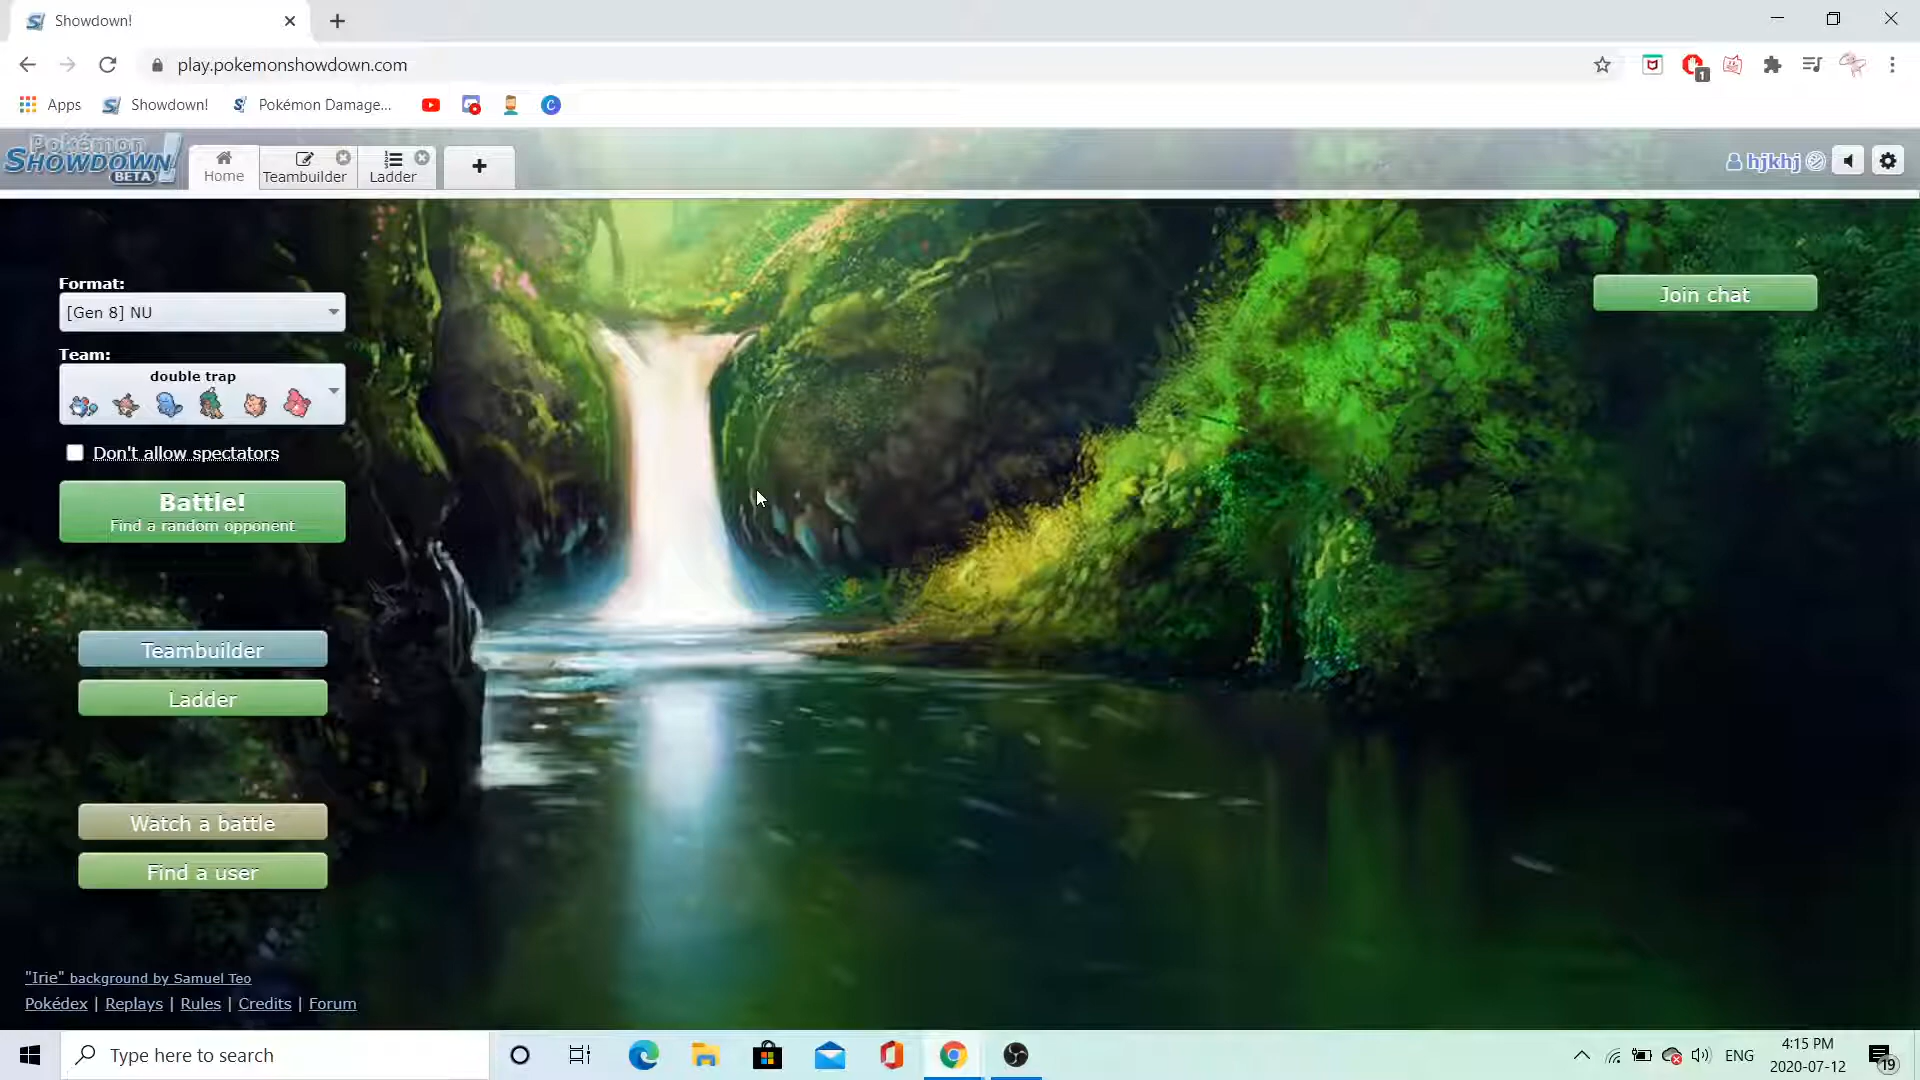 Showdown!
play.pokemonshowdown.com
1
Apps
Showdown!
Pokémon Damage...
C
Pokémon
SHOWDOWN!
BETA
Home
Teambuilder
Ladder
hjkhj
Format:
[Gen 8] NU
Team:
double trap
Don't allow spectators
Battle!
Find a random opponent
Teambuilder
Ladder
Watch a battle
Find a user
Join chat
"Irie" background by Samuel Teo
Pokédex | Replays | Rules | Credits | Forum
Type here to search
ENG
4:15 PM
2020-07-12
19